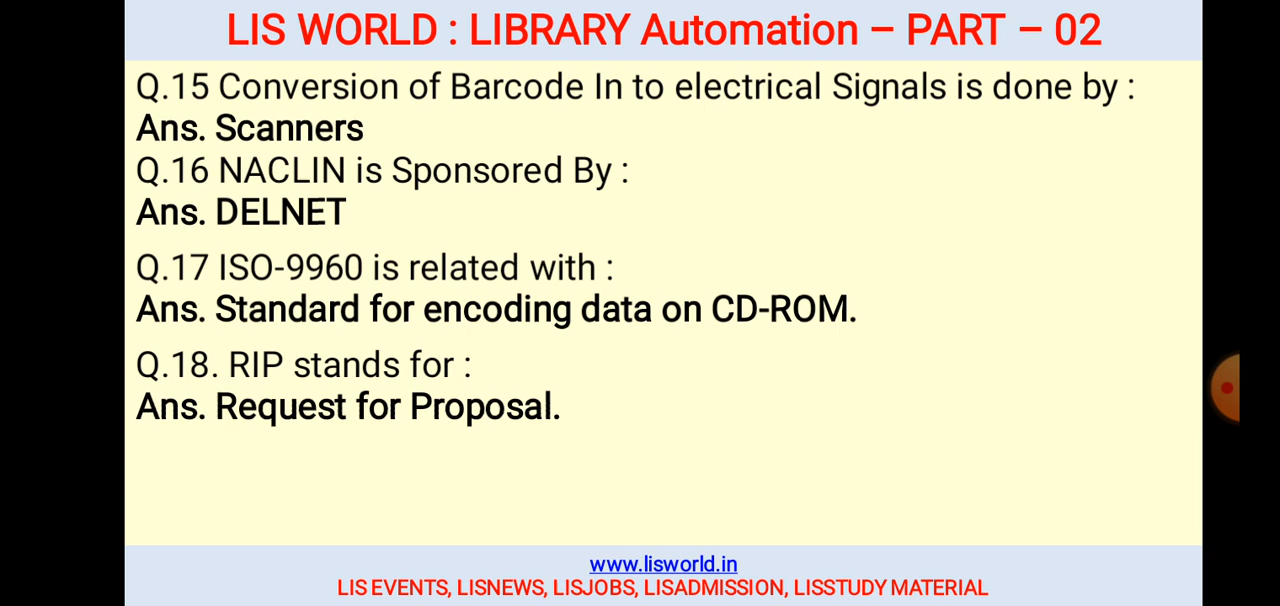 LIS WORLD : LIBRARY Automation – PART – 02
Q.15 Conversion of Barcode In to electrical Signals is done by :
Ans. Scanners
Q.16 NACLIN is Sponsored By :
Ans. DELNET
Q.17 ISO-9960 is related with :
Ans. Standard for encoding data on CD-ROM.
Q.18. RIP stands for :
Ans. Request for Proposal.
www.lisworld.in
LIS EVENTS, LISNEWS, LISJOBS, LISADMISSION, LISSTUDY MATERIAL